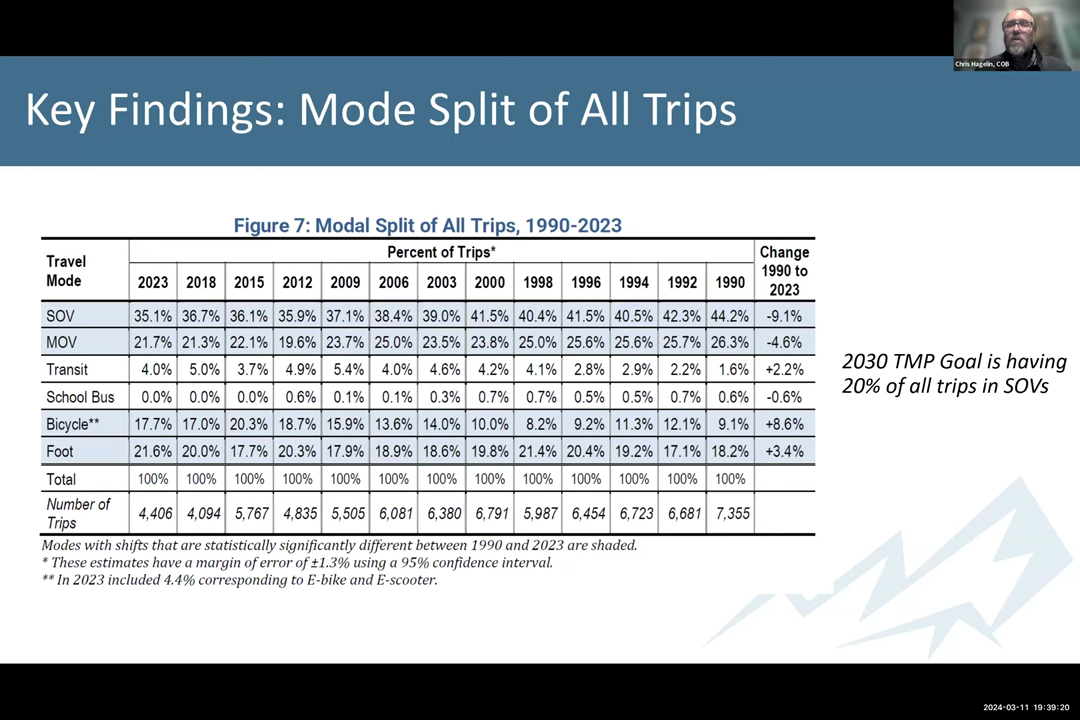 Chris Hagelin, COB
Key Findings: Mode Split of All Trips
Figure 7: Modal Split of All Trips, 1990-2023
Travel Mode Percent of Trips* Change 1990 to 2023
2023 2018 2015 2012 2009 2006 2003 2000 1998 1996 1994 1992 1990
SOV 35.1% 36.7% 36.1% 35.9% 37.1% 38.4% 39.0% 41.5% 40.4% 41.5% 40.5% 42.3% 44.2% -9.1%
MOV 21.7% 21.3% 22.1% 19.6% 23.7% 25.0% 23.5% 23.8% 25.0% 25.6% 25.6% 25.7% 26.3% -4.6%
Transit 4.0% 5.0% 3.7% 4.9% 5.4% 4.0% 4.6% 4.2% 4.1% 2.8% 2.9% 2.2% 1.6% +2.2%
School Bus 0.0% 0.0% 0.0% 0.6% 0.1% 0.1% 0.3% 0.7% 0.7% 0.5% 0.5% 0.7% 0.6% -0.6%
Bicycle** 17.7% 17.0% 20.3% 18.7% 15.9% 13.6% 14.0% 10.0% 8.2% 9.2% 11.3% 12.1% 9.1% +8.6%
Foot 21.6% 20.0% 17.7% 20.3% 17.9% 18.9% 18.6% 19.8% 21.4% 20.4% 19.2% 17.1% 18.2% +3.4%
Total 100% 100% 100% 100% 100% 100% 100% 100% 100% 100% 100% 100% 100%
Number of Trips 4,406 4,094 5,767 4,835 5,505 6,081 6,380 6,791 5,987 6,454 6,723 6,681 7,355
Modes with shifts that are statistically significantly different between 1990 and 2023 are shaded.
* These estimates have a margin of error of ±1.3% using a 95% confidence interval.
** In 2023 included 4.4% corresponding to E-bike and E-scooter.
2030 TMP Goal is having
20% of all trips in SOVs
2024-03-11 19:39:20